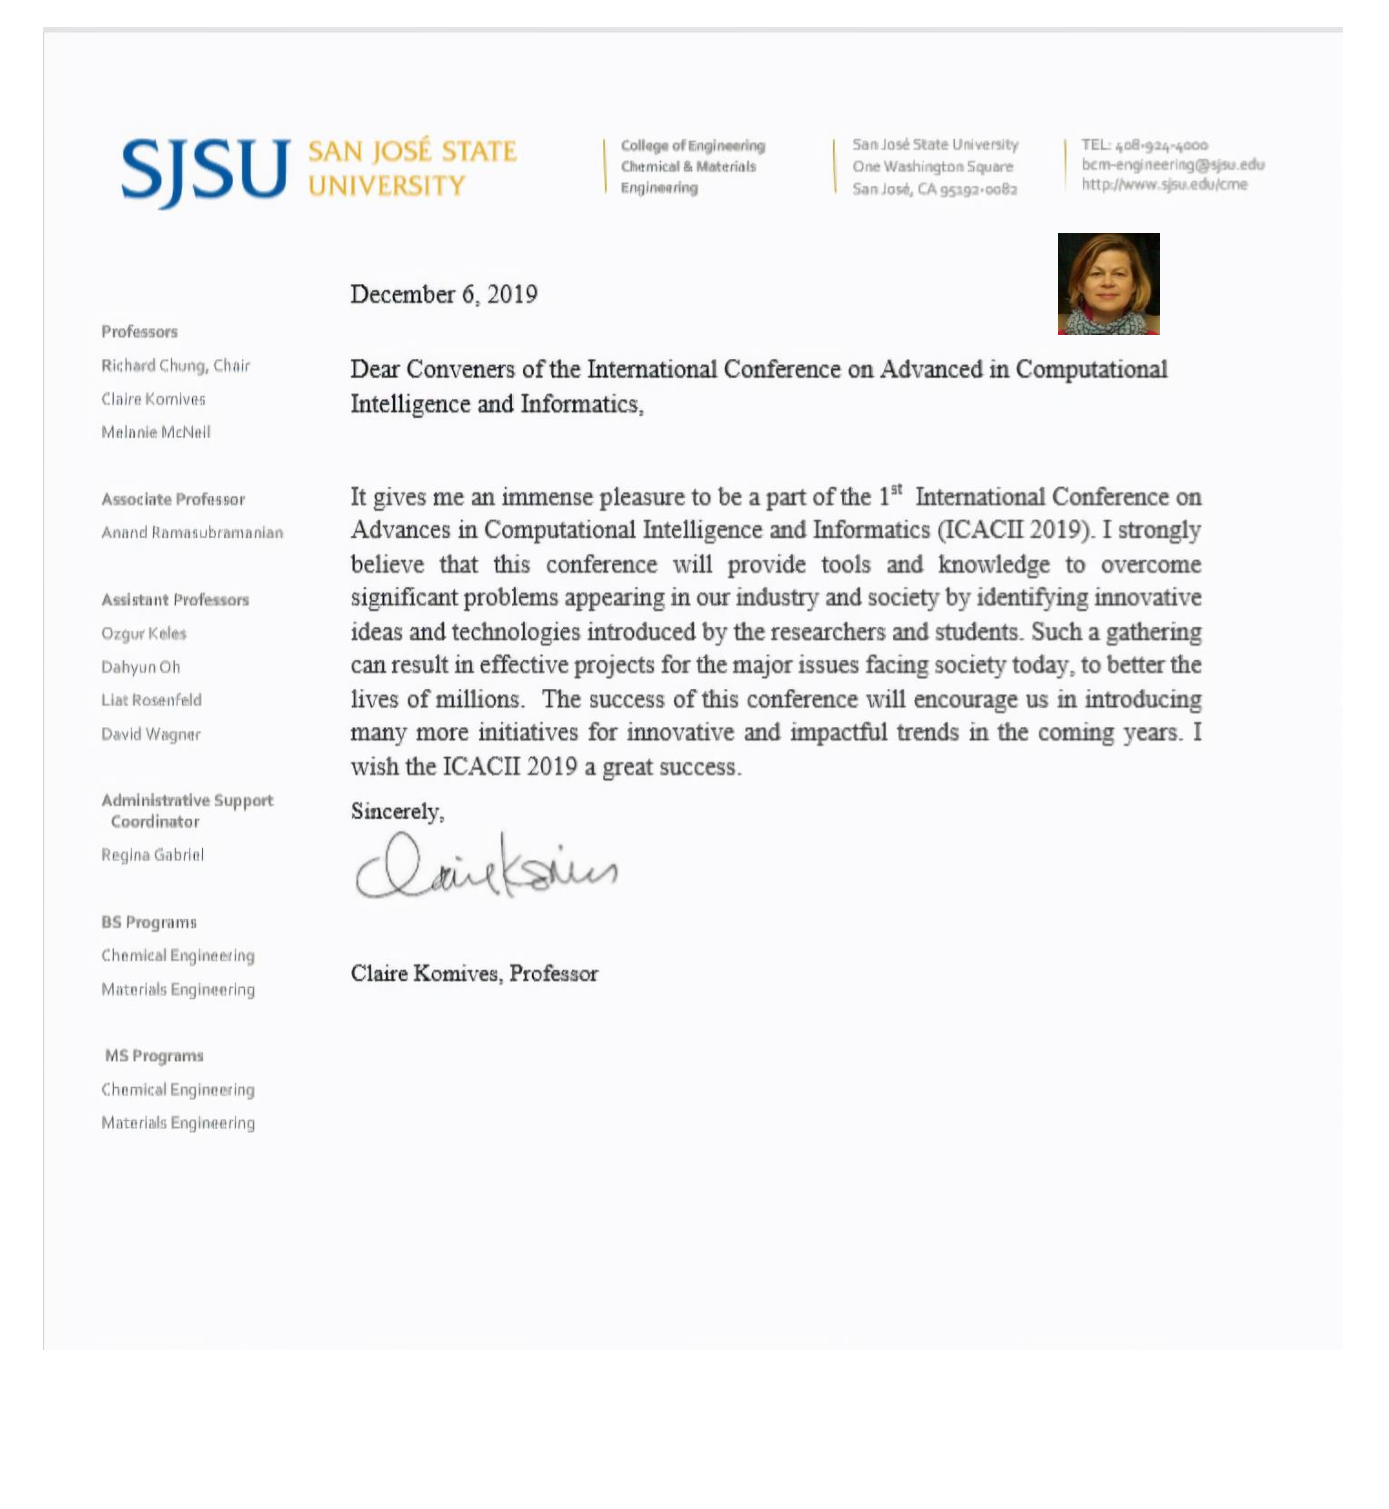 SJSU SAN JOSÉ STATE
UNIVERSITY
College of Engineering
Chemical & Materials
Engineering
San José State University
One Washington Square
San José, CA 95192-0082
TEL: 408-924-4000
bcm-engineering@sjsu.edu
http://www.sjsu.edu/cme
December 6, 2019
Professors
Richard Chung, Chair
Claire Komives
Melanie McNeil
Associate Professor
Anand Ramasubramanian
Assistant Professors
Ozgur Keles
Dahyun Oh
Liat Rosenfeld
David Wagner
Administrative Support
Coordinator
Regina Gabriel
BS Programs
Chemical Engineering
Materials Engineering
MS Programs
Chemical Engineering
Materials Engineering
Dear Conveners of the International Conference on Advanced in Computational
Intelligence and Informatics,
It gives me an immense pleasure to be a part of the 1st International Conference on
Advances in Computational Intelligence and Informatics (ICACII 2019). I strongly
believe that this conference will provide tools and knowledge to overcome
significant problems appearing in our industry and society by identifying innovative
ideas and technologies introduced by the researchers and students. Such a gathering
can result in effective projects for the major issues facing society today, to better the
lives of millions. The success of this conference will encourage us in introducing
many more initiatives for innovative and impactful trends in the coming years. I
wish the ICACII 2019 a great success.
Sincerely,
Claire Komives
Claire Komives, Professor